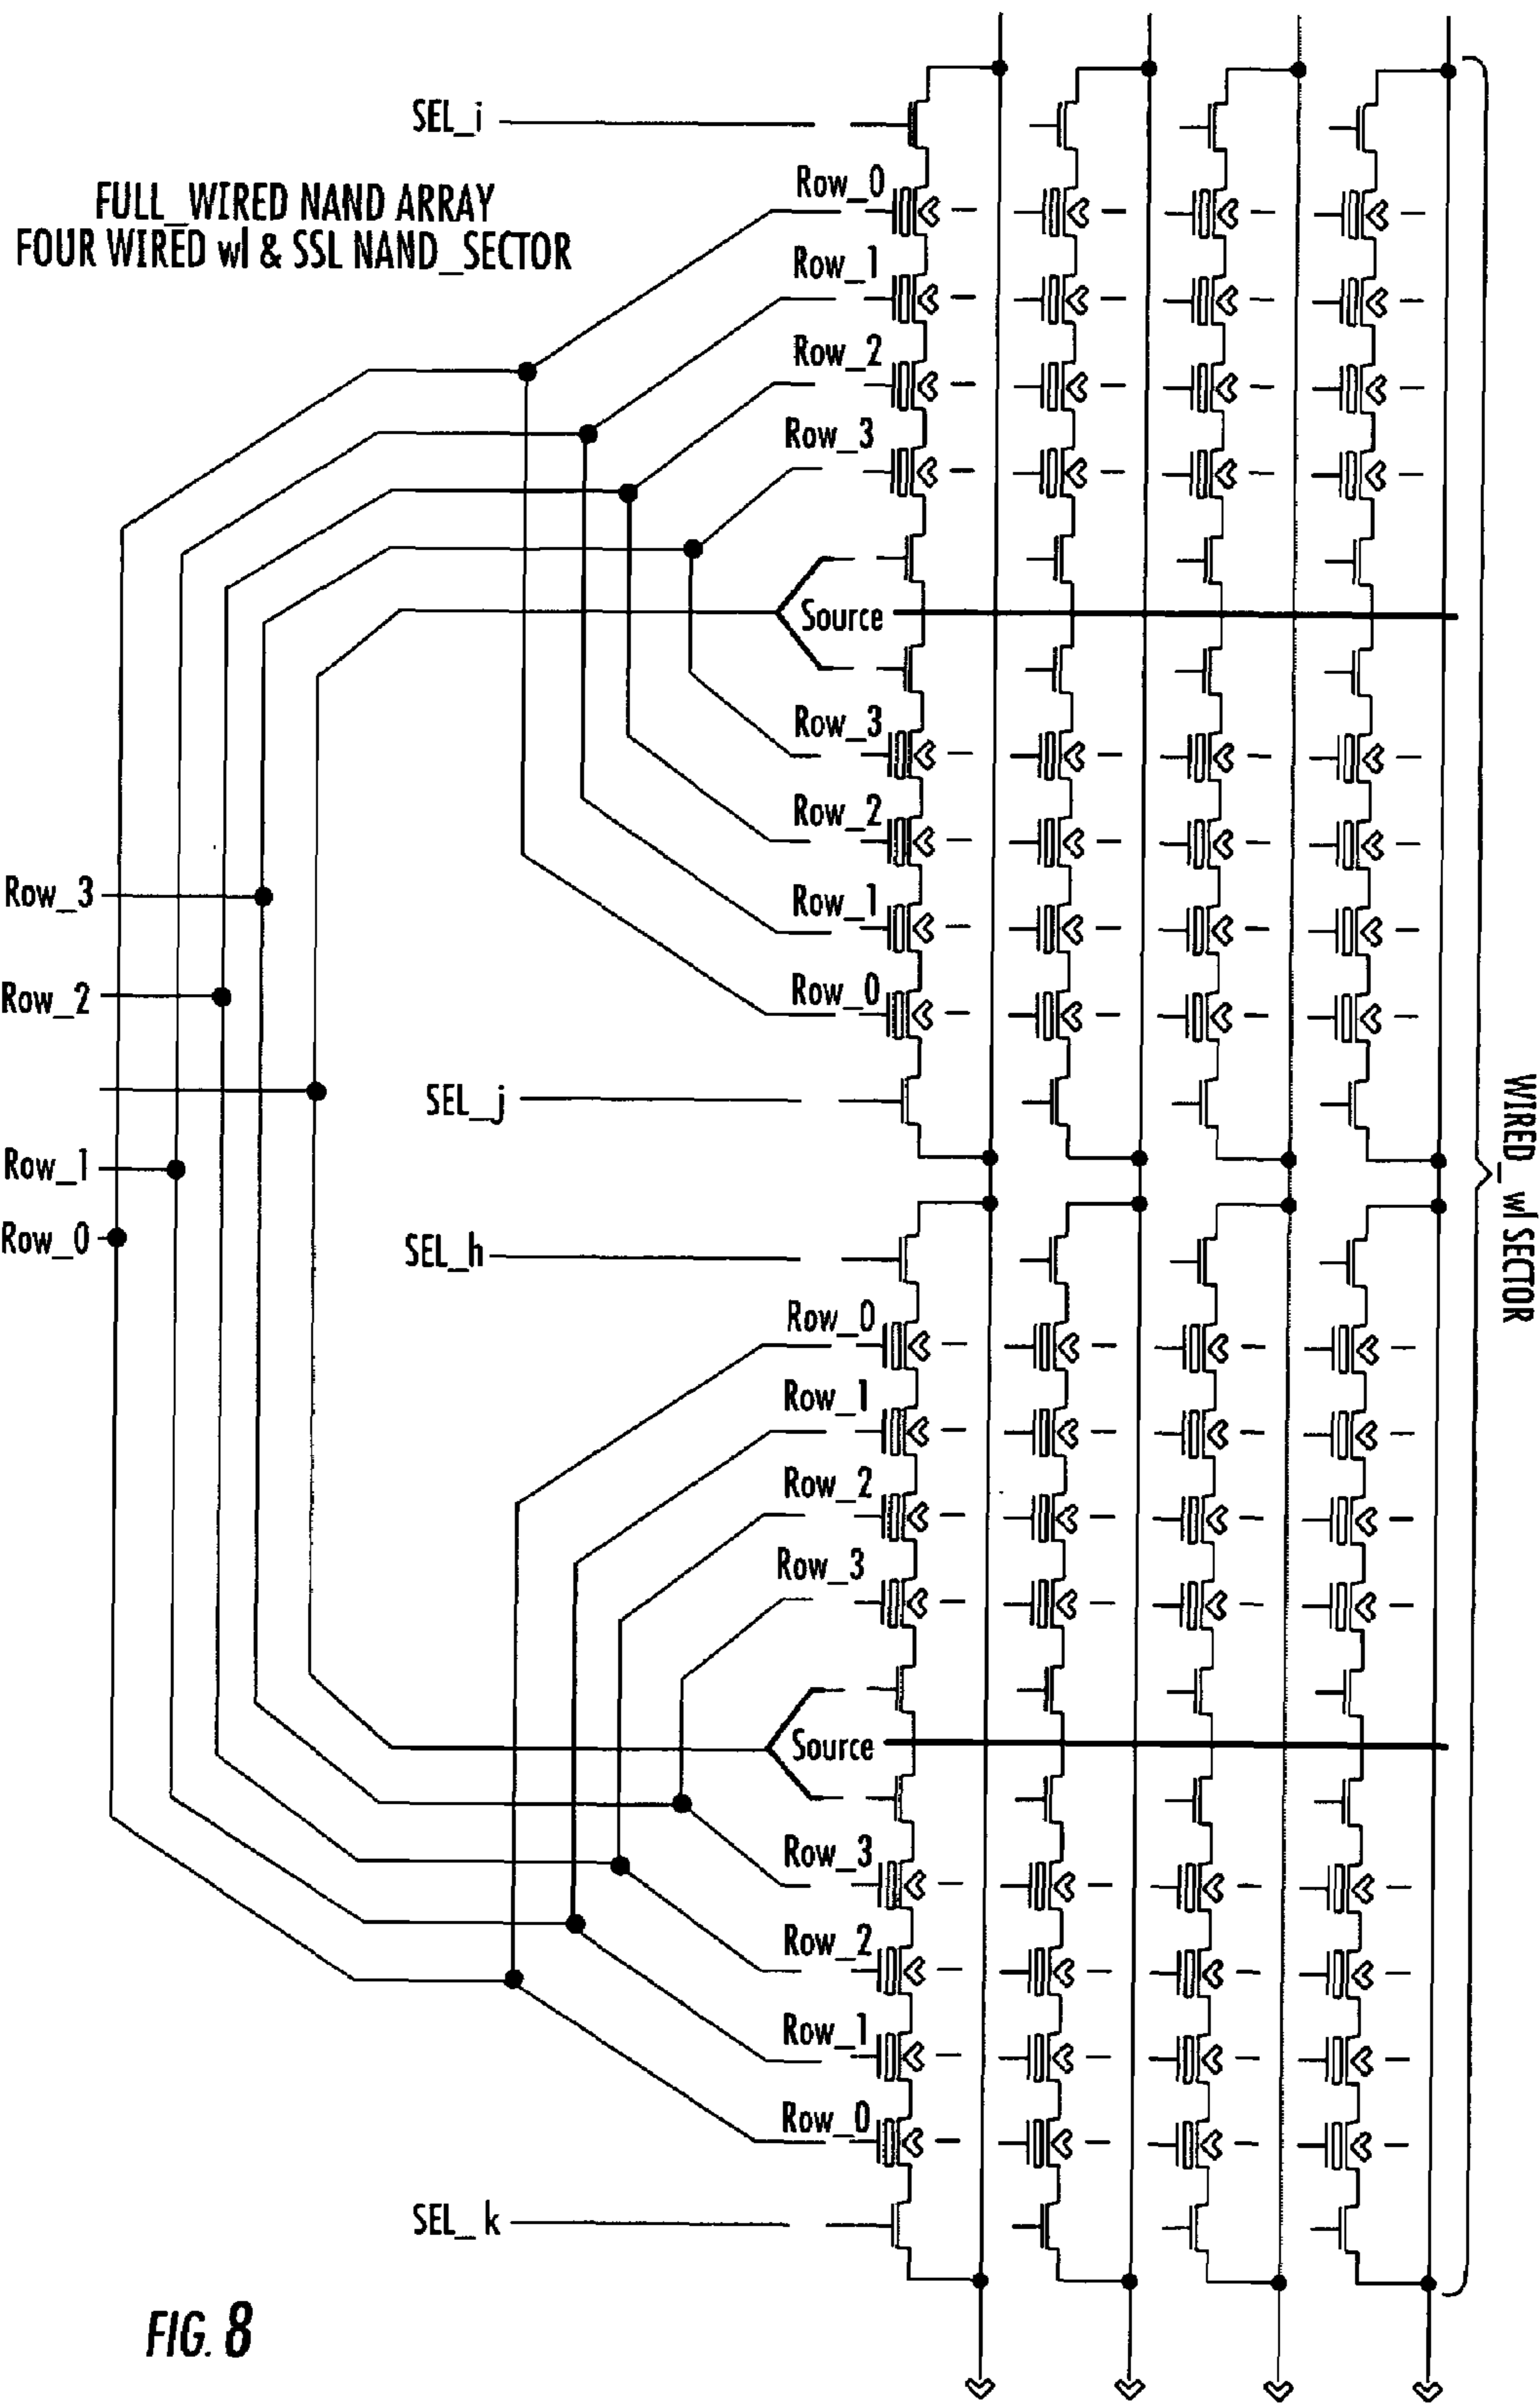 SEL_i
FULL_WIRED NAND ARRAY
FOUR WIRED wl & SSL NAND_SECTOR
Row_0
Row_1
Row_2
Row_3
Source
Row_3
Row_2
Row_1
Row_0
Row_3
Row_2
Row_1
Row_0
SEL_j
WIRED_wl SECTOR
SEL_h
Row_0
Row_1
Row_2
Row_3
Source
Row_3
Row_2
Row_1
Row_0
SEL_k
FIG. 8